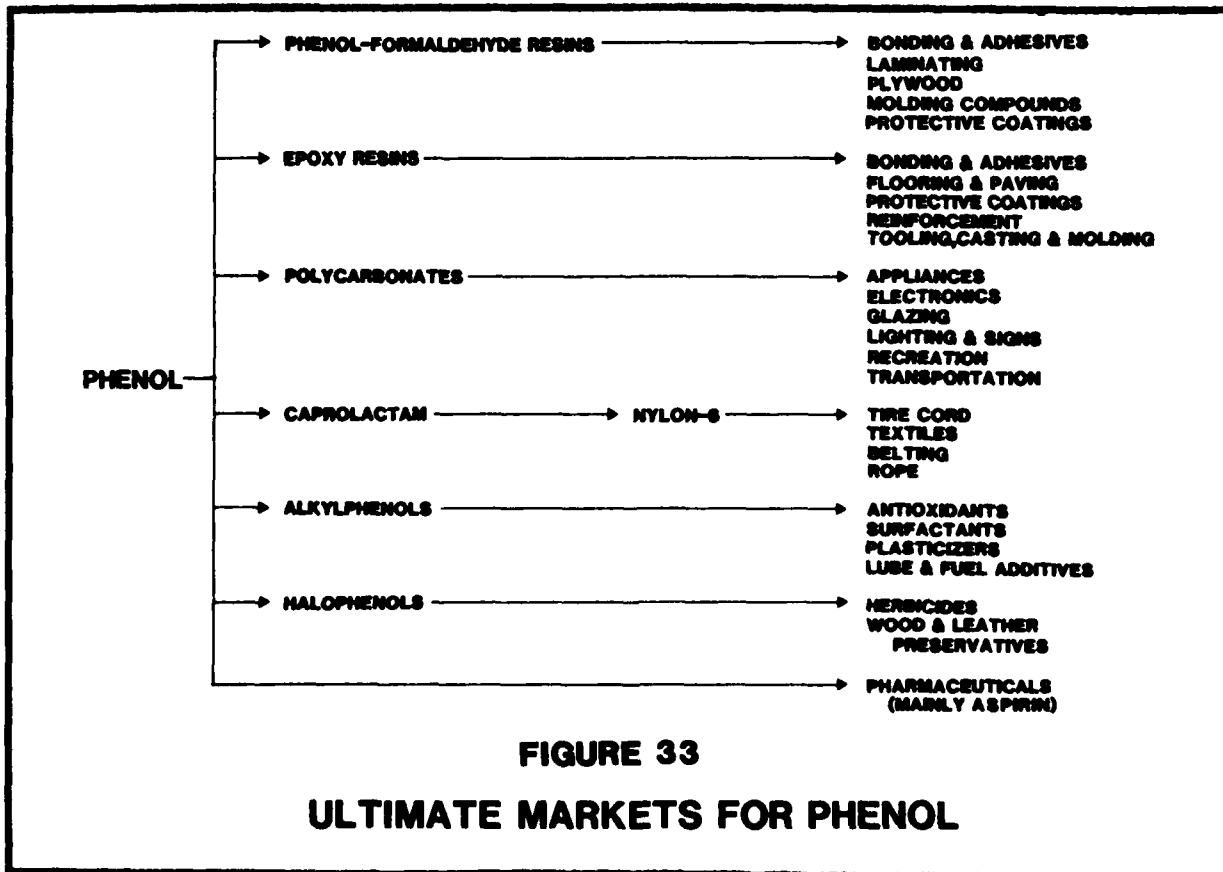 PHENOL
PHENOL-FORMALDEHYDE RESINS
BONDING & ADHESIVES
LAMINATING
PLYWOOD
MOLDING COMPOUNDS
PROTECTIVE COATINGS
EPOXY RESINS
BONDING & ADHESIVES
FLOORING & PAVING
PROTECTIVE COATINGS
REINFORCEMENT
TOOLING,CASTING & MOLDING
POLYCARBONATES
APPLIANCES
ELECTRONICS
GLAZING
LIGHTING & SIGNS
RECREATION
TRANSPORTATION
CAPROLACTAM
NYLON-6
TIRE CORD
TEXTILES
BELTING
ROPE
ALKYLPHENOLS
ANTIOXIDANTS
SURFACTANTS
PLASTICIZERS
LUBE & FUEL ADDITIVES
HALOPHENOLS
HERBICIDES
WOOD & LEATHER
PRESERVATIVES
PHARMACEUTICALS
(MAINLY ASPIRIN)
FIGURE 33
ULTIMATE MARKETS FOR PHENOL